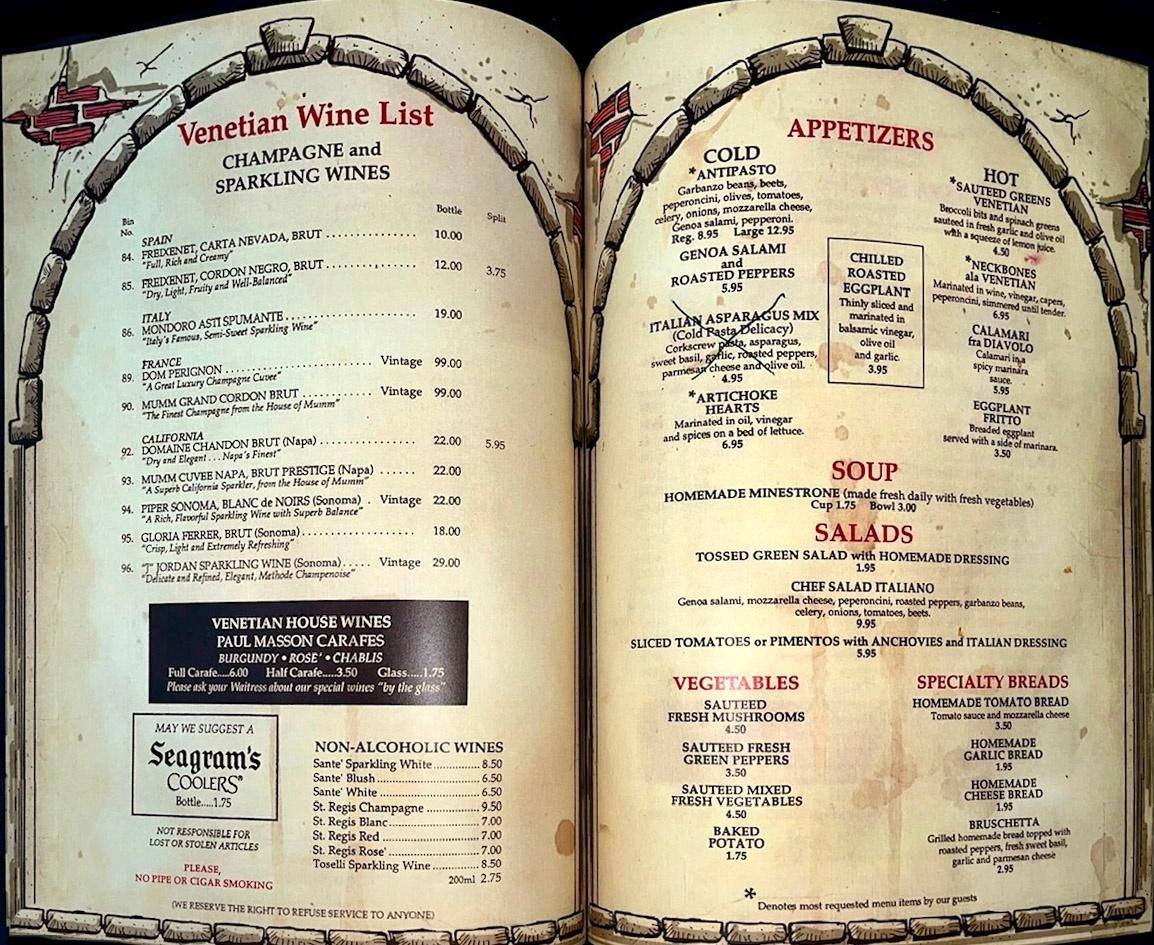 Venetian Wine List
CHAMPAGNE and
SPARKLING WINES
Bin
No.
Bottle
Split
SPAIN
84. FREIXENET, CARTA NEVADA, BRUT 10.00
"Full, Rich and Creamy"
85. FREIXENET, CORDON NEGRO, BRUT 12.00 3.75
"Dry, Light, Fruity and Well-Balanced"
ITALY
86. MONDORO ASTI SPUMANTE 19.00
"Italy's Famous, Semi-Sweet Sparkling Wine"
FRANCE
89. DOM PERIGNON Vintage 99.00
"A Great Luxury Champagne Cuvee"
90. MUMM GRAND CORDON BRUT Vintage 99.00
"The Finest Champagne from the House of Mumm"
CALIFORNIA
92. DOMAINE CHANDON BRUT (Napa) 22.00 5.95
"Dry and Elegant . . . Napa's Finest"
93. MUMM CUVEE NAPA, BRUT PRESTIGE (Napa) 22.00
"A Superb California Sparkler, from the House of Mumm"
94. PIPER SONOMA, BLANC de NOIRS (Sonoma) . Vintage 22.00
"A Rich, Flavorful Sparkling Wine with Superb Balance"
95. GLORIA FERRER, BRUT (Sonoma) 18.00
"Crisp, Light and Extremely Refreshing"
96. "J" JORDAN SPARKLING WINE (Sonoma) Vintage 29.00
"Delicate and Refined, Elegant, Methode Champenoise"
VENETIAN HOUSE WINES
PAUL MASSON CARAFES
BURGUNDY • ROSE' • CHABLIS
Full Carafe....6.00 Half Carafe....3.50 Glass.....1.75
Please ask your Waitress about our special wines "by the glass"
MAY WE SUGGEST A
Seagram's
COOLERS®
Bottle.....1.75
NOT RESPONSIBLE FOR
LOST OR STOLEN ARTICLES
PLEASE,
NO PIPE OR CIGAR SMOKING
NON-ALCOHOLIC WINES
Sante' Sparkling White 8.50
Sante' Blush 6.50
Sante' White 6.50
St. Regis Champagne 9.50
St. Regis Blanc 7.00
St. Regis Red 7.00
St. Regis Rose' 7.00
Toselli Sparkling Wine 8.50
200ml 2.75
(WE RESERVE THE RIGHT TO REFUSE SERVICE TO ANYONE)
APPETIZERS
COLD
*ANTIPASTO
Garbanzo beans, beets,
peperoncini, olives, tomatoes,
celery, onions, mozzarella cheese,
Genoa salami, pepperoni.
Reg. 8.95 Large 12.95
GENOA SALAMI
and
ROASTED PEPPERS
5.95
ITALIAN ASPARAGUS MIX
(Cold Pasta Delicacy)
Corkscrew pasta, asparagus,
sweet basil, garlic, roasted peppers,
parmesan cheese and olive oil.
4.95
*ARTICHOKE
HEARTS
Marinated in oil, vinegar
and spices on a bed of lettuce.
6.95
CHILLED
ROASTED
EGGPLANT
Thinly sliced and
marinated in
balsamic vinegar,
olive oil
and garlic.
3.95
HOT
*SAUTEED GREENS
VENETIAN
Broccoli bits and spinach greens
sauteed in fresh garlic and olive oil
with a squeeze of lemon juice.
4.50
*NECKBONES
ala VENETIAN
Marinated in wine, vinegar, capers,
peperoncini, simmered until tender.
6.95
CALAMARI
fra DIAVOLO
Calamari in a
spicy marinara
sauce.
5.95
EGGPLANT
FRITTO
Breaded eggplant
served with a side of marinara.
3.50
SOUP
HOMEMADE MINESTRONE (made fresh daily with fresh vegetables)
Cup 1.75 Bowl 3.00
SALADS
TOSSED GREEN SALAD with HOMEMADE DRESSING
1.95
CHEF SALAD ITALIANO
Genoa salami, mozzarella cheese, peperoncini, roasted peppers, garbanzo beans,
celery, onions, tomatoes, beets.
9.95
SLICED TOMATOES or PIMENTOS with ANCHOVIES and ITALIAN DRESSING
5.95
VEGETABLES
SAUTEED
FRESH MUSHROOMS
4.50
SAUTEED FRESH
GREEN PEPPERS
3.50
SAUTEED MIXED
FRESH VEGETABLES
4.50
BAKED
POTATO
1.75
SPECIALTY BREADS
HOMEMADE TOMATO BREAD
Tomato sauce and mozzarella cheese
3.50
HOMEMADE
GARLIC BREAD
1.95
HOMEMADE
CHEESE BREAD
1.95
BRUSCHETTA
Grilled homemade bread topped with
roasted peppers, fresh sweet basil,
garlic and parmesan cheese
2.95
* Denotes most requested menu items by our guests